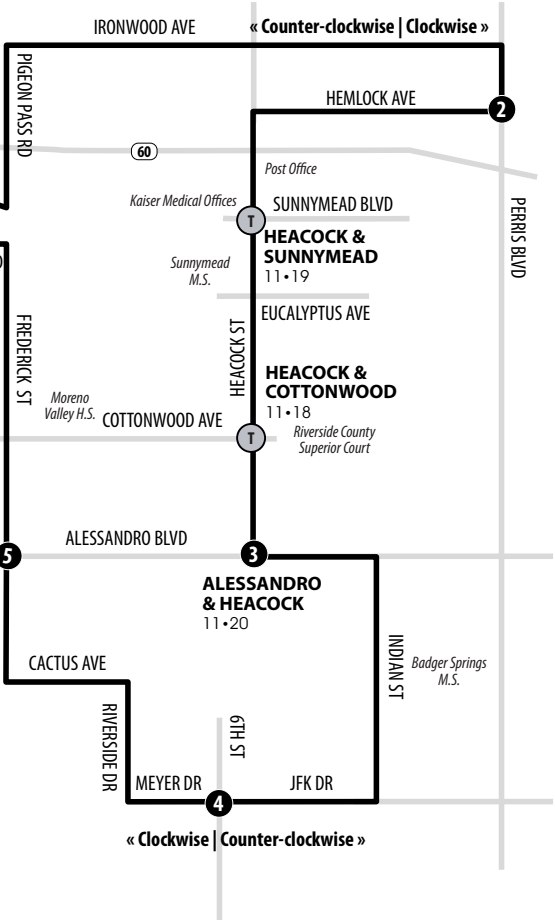 IRONWOOD AVE
« Counter-clockwise | Clockwise »
PIGEON PASS RD
HEMLOCK AVE
2
60
Post Office
Kaiser Medical Offices
SUNNYMEAD BLVD
PERRIS BLVD
T
HEACOCK &
SUNNYMEAD
11•19
Sunnymead
M.S.
EUCALYPTUS AVE
FREDERICK ST
HEACOCK ST
HEACOCK &
COTTONWOOD
11•18
Moreno
Valley H.S.
COTTONWOOD AVE
T
Riverside County
Superior Court
ALESSANDRO BLVD
5
3
ALESSANDRO
& HEACOCK
11•20
INDIAN ST
Badger Springs
M.S.
CACTUS AVE
RIVERSIDE DR
6TH ST
MEYER DR
JFK DR
4
« Clockwise | Counter-clockwise »